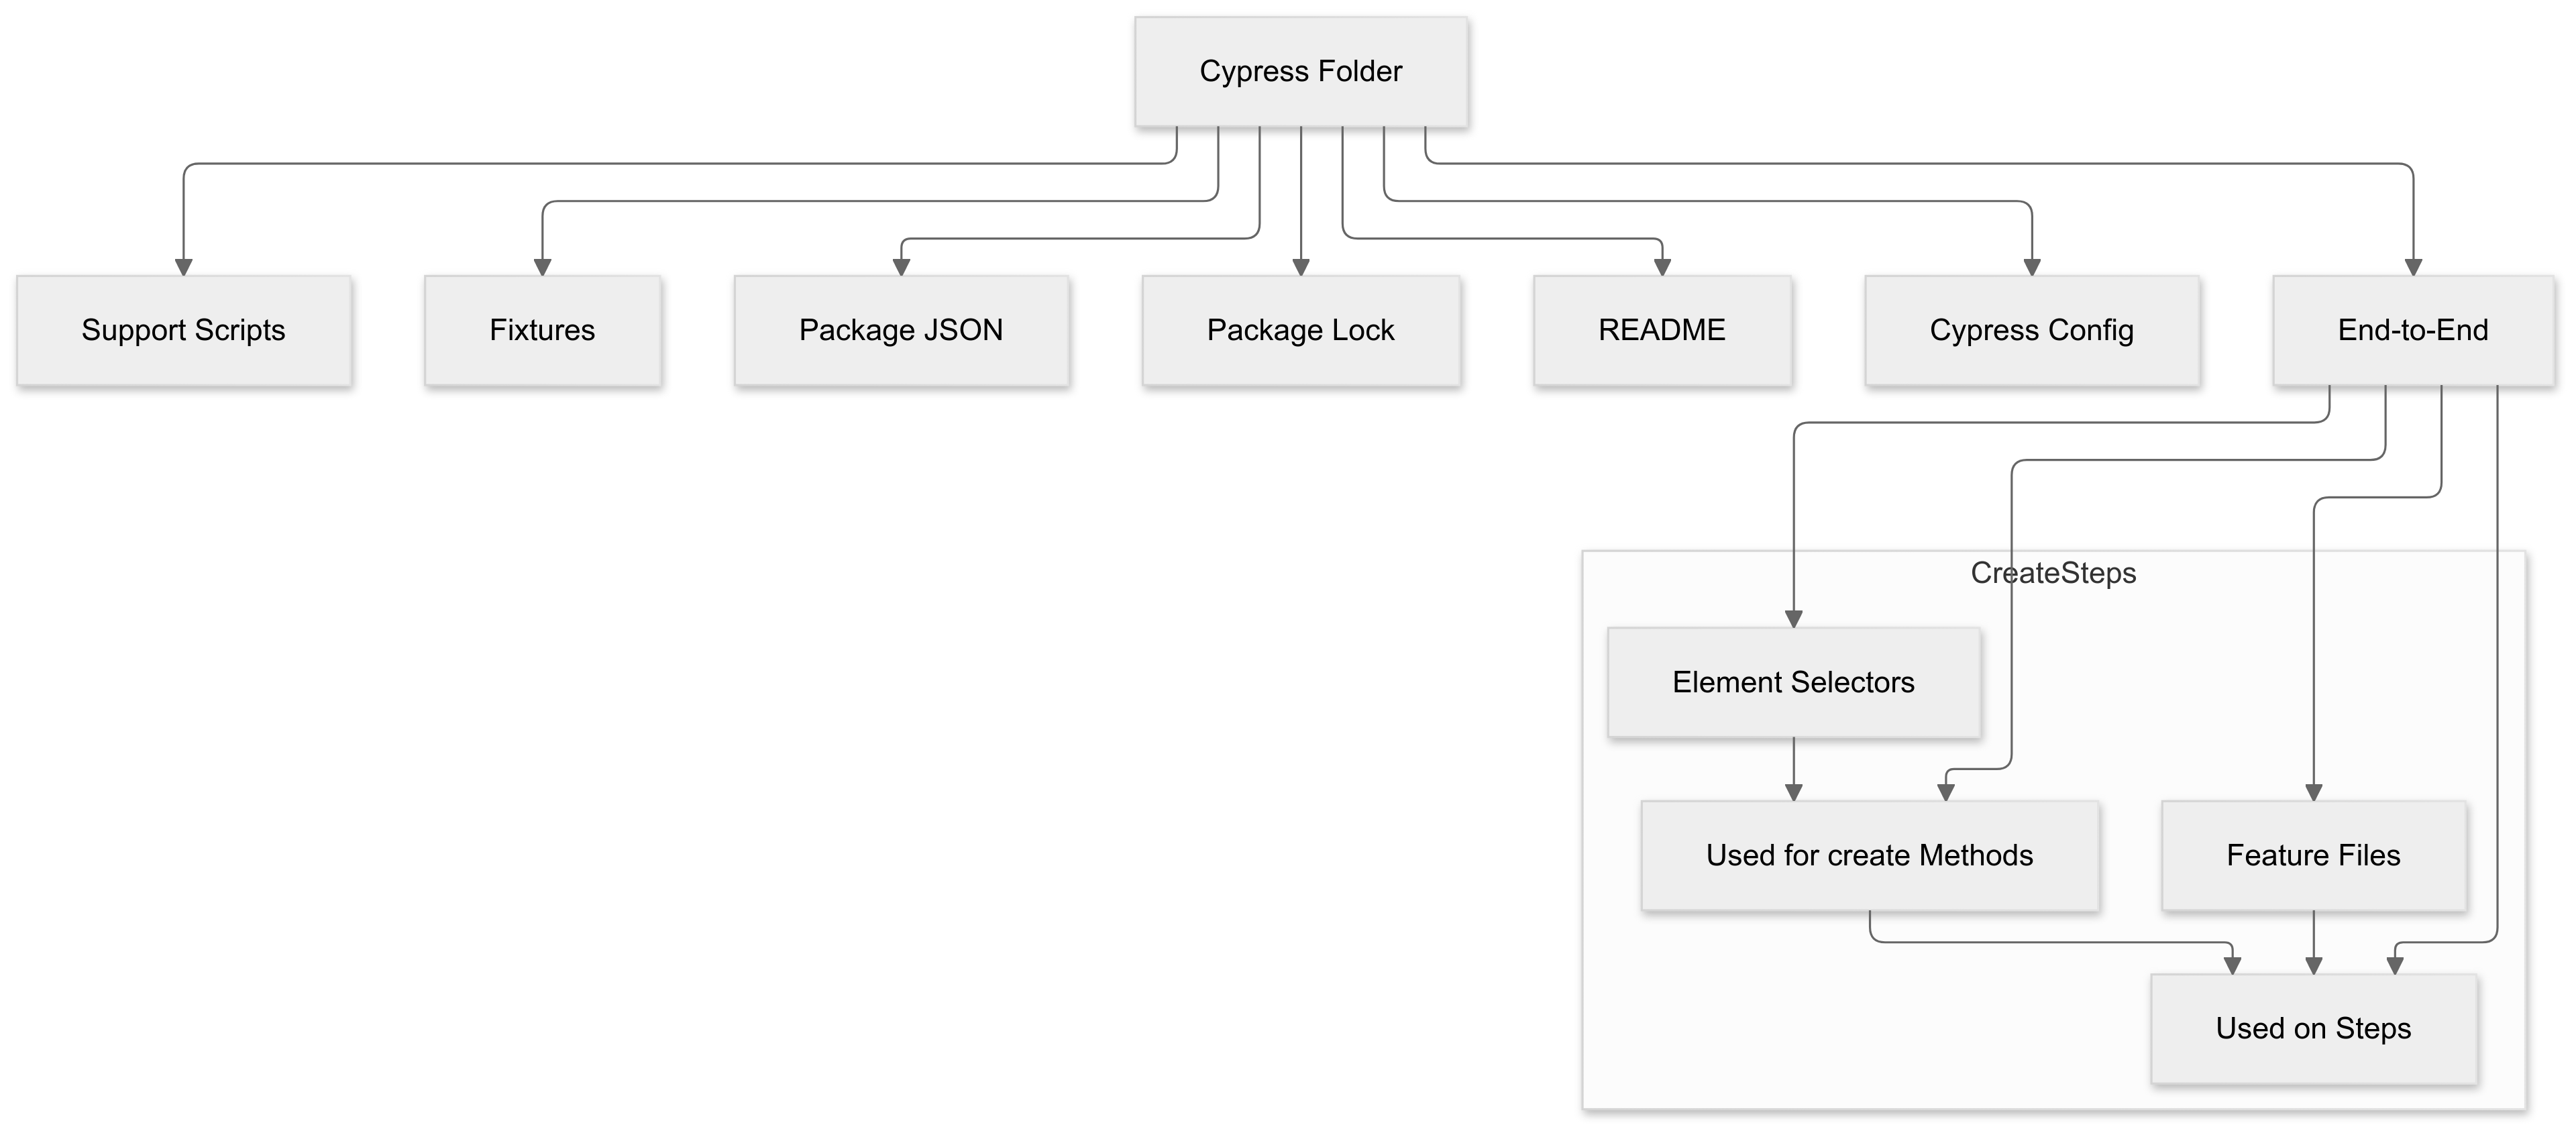 Cypress Folder
Support Scripts
Fixtures
Package JSON
Package Lock
README
Cypress Config
End-to-End
CreateSteps
Element Selectors
Used for create Methods
Feature Files
Used on Steps